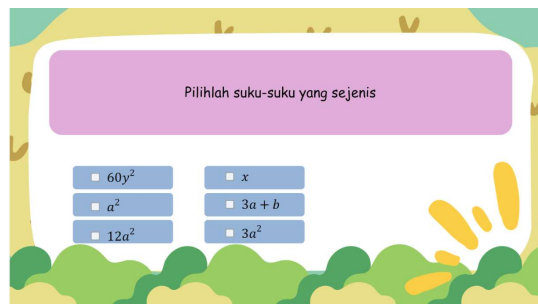 Pilihlah suku-suku yang sejenis
60y²
x
a²
3a + b
12a²
3a²